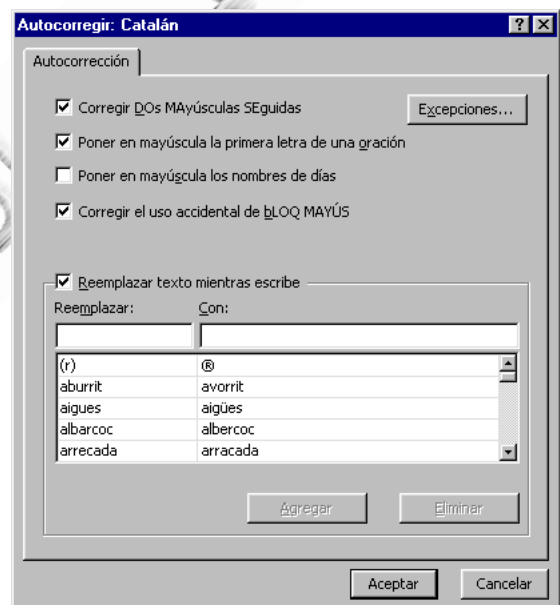 Autocorregir: Catalán
Autocorrección
Corregir DOs MAyúsculas SEguidas
Excepciones...
Poner en mayúscula la primera letra de una oración
Poner en mayúscula los nombres de días
Corregir el uso accidental de bLOQ MAYÚS
Reemplazar texto mientras escribe
Reemplazar: Con:
(r) ®
aburrit avorrit
aigues aigües
albarcoc albercoc
arrecada arracada
Agregar Eliminar
Aceptar Cancelar